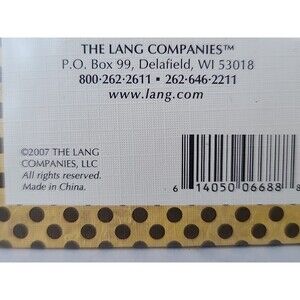 THE LANG COMPANIES™
P.O. Box 99, Delafield, WI 53018
800•262•2611 ▪ 262•646•2211
www.lang.com
©2007 THE LANG
COMPANIES, LLC
All rights reserved.
Made in China.
6 14050 06688